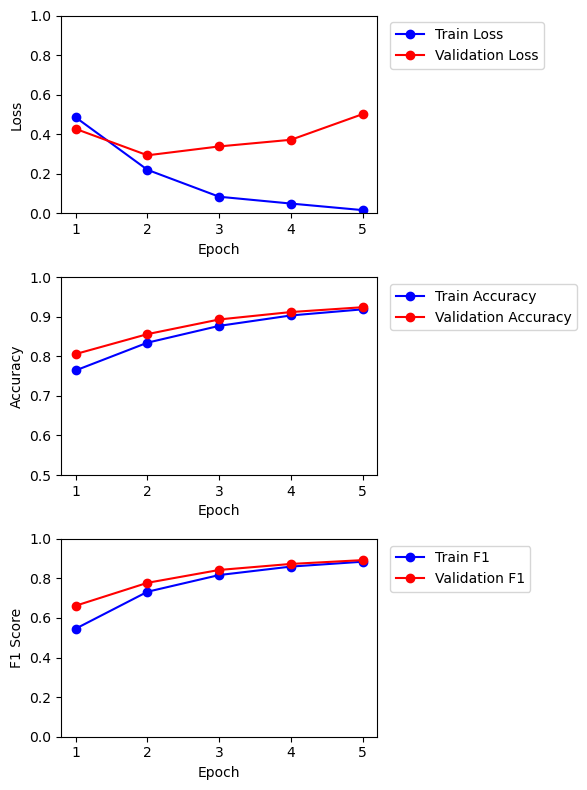 1.0
0.8
0.6
0.4
0.2
0.0
Loss
1 2 3 4 5
Epoch
Train Loss
Validation Loss
1.0
0.9
0.8
0.7
0.6
0.5
Accuracy
1 2 3 4 5
Epoch
Train Accuracy
Validation Accuracy
1.0
0.8
0.6
0.4
0.2
0.0
F1 Score
1 2 3 4 5
Epoch
Train F1
Validation F1